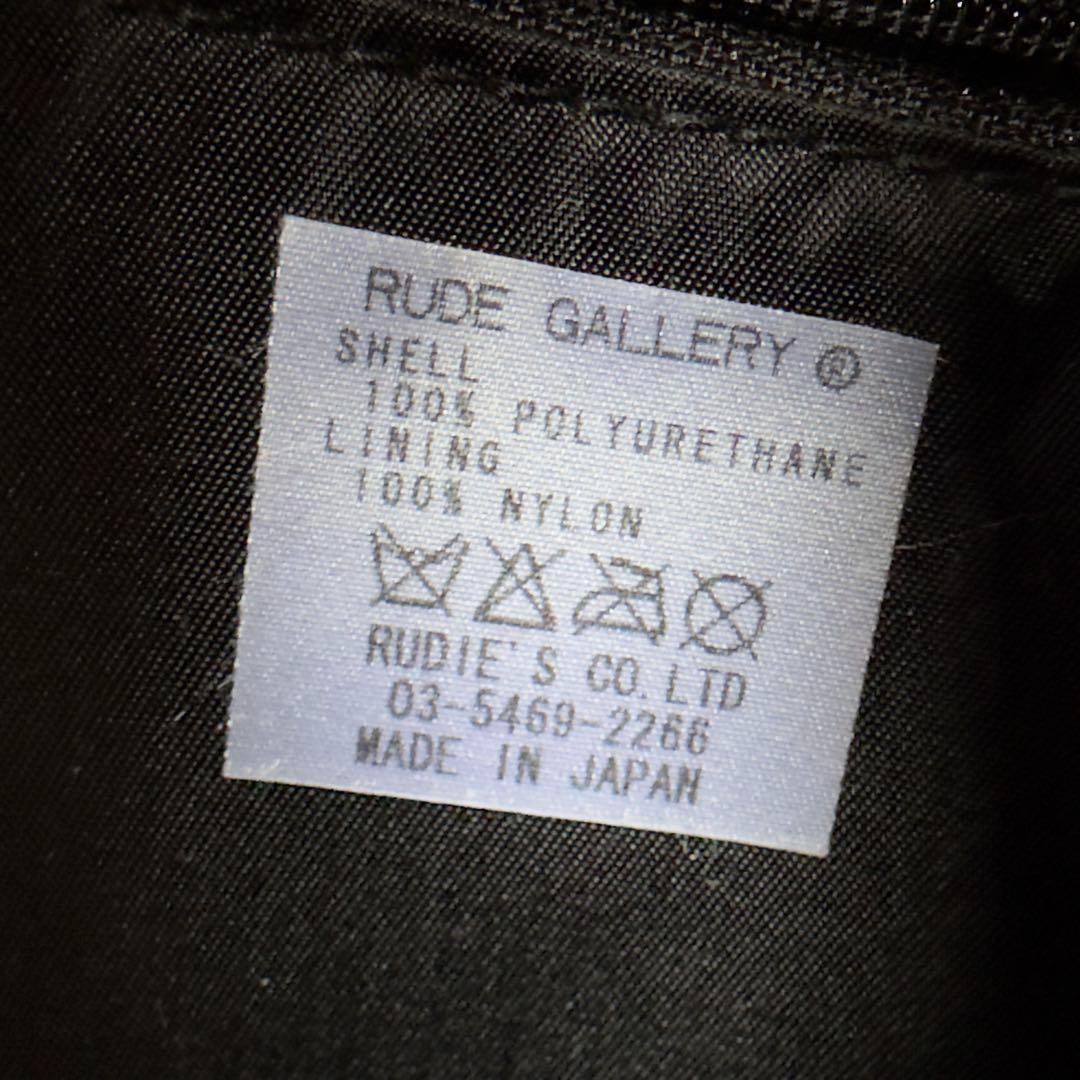 RUDE GALLERY ®
SHELL
100% POLYURETHANE
LINING
100% NYLON
RUDIE'S CO.LTD
03-5469-2266
MADE IN JAPAN